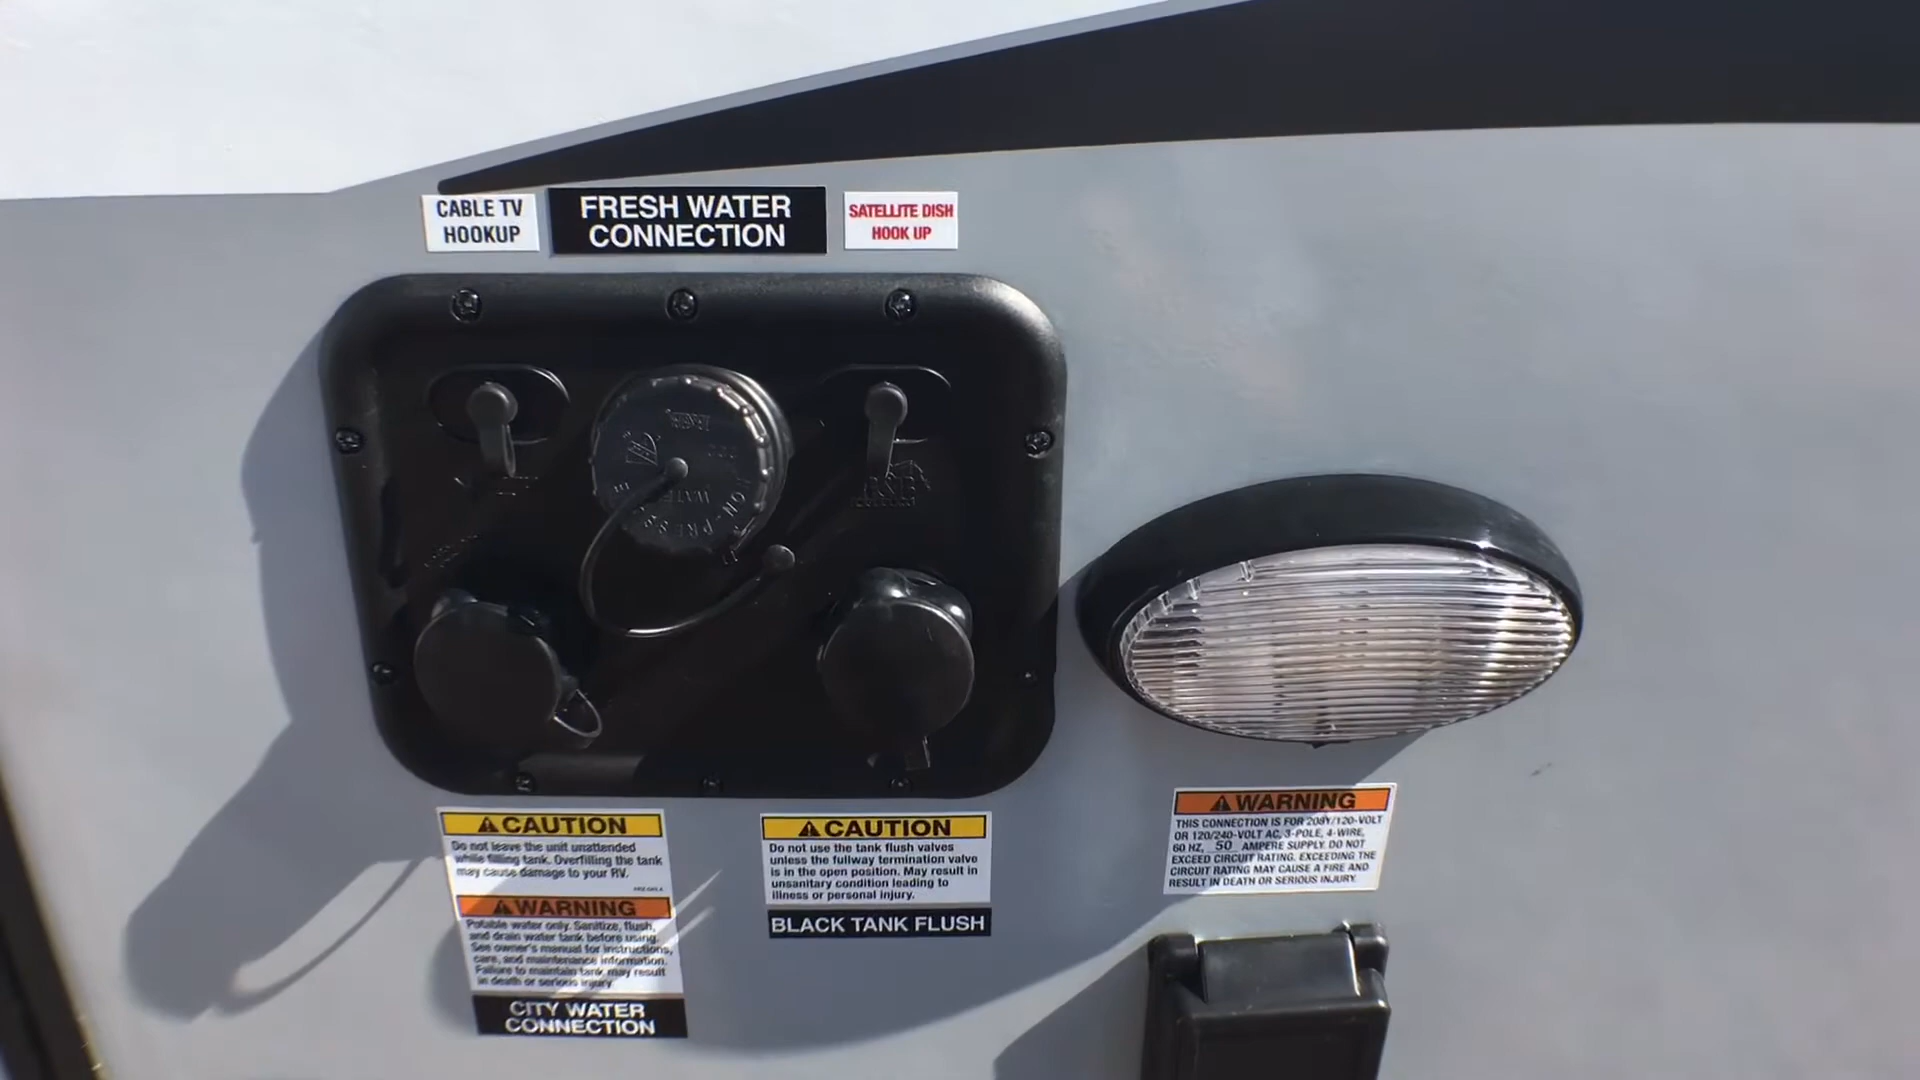 CABLE TV
HOOKUP
FRESH WATER
CONNECTION
SATELLITE DISH
HOOK UP
NON-PRESS
WATER
CAUTION
Do not leave the unit unattended
while filling tank. Overfilling the tank
may cause damage to your RV.
WARNING
Potable water only. Sanitize, flush,
and drain water tank before using.
See owner's manual for instructions,
care, and maintenance information.
Failure to maintain tank may result
in death or serious injury.
CITY WATER
CONNECTION
CAUTION
Do not use the tank flush valves
unless the fullway termination valve
is in the open position. May result in
unsanitary condition leading to
illness or personal injury.
BLACK TANK FLUSH
WARNING
THIS CONNECTION IS FOR 208Y/120-VOLT
OR 120/240-VOLT AC, 3-POLE, 4-WIRE,
60 HZ, 50 AMPERE SUPPLY. DO NOT
EXCEED CIRCUIT RATING. EXCEEDING THE
CIRCUIT RATING MAY CAUSE A FIRE AND
RESULT IN DEATH OR SERIOUS INJURY.